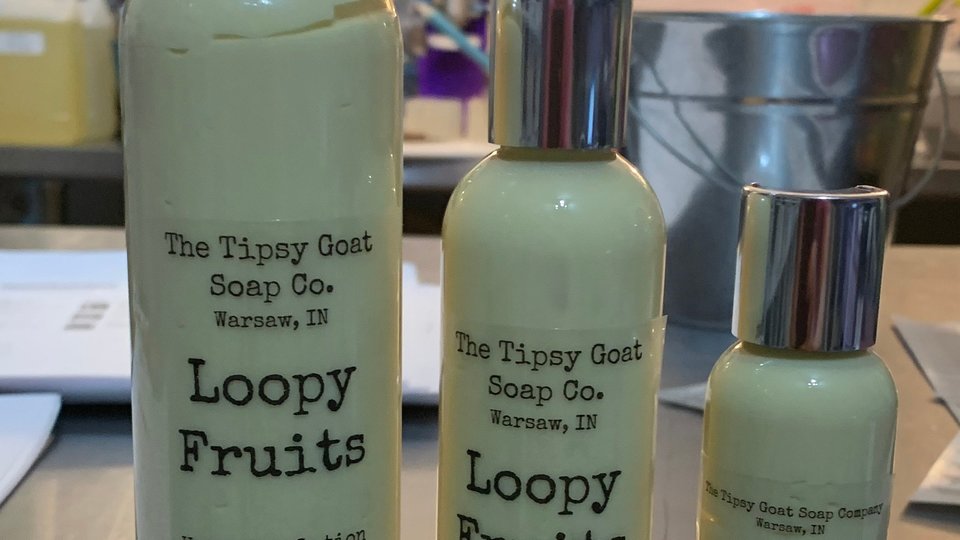 The Tipsy Goat
Soap Co.
Warsaw, IN
Loopy
Fruits
The Tipsy Goat
Soap Co.
Warsaw, IN
Loopy
Fruits
The Tipsy Goat Soap Company
Warsaw, IN